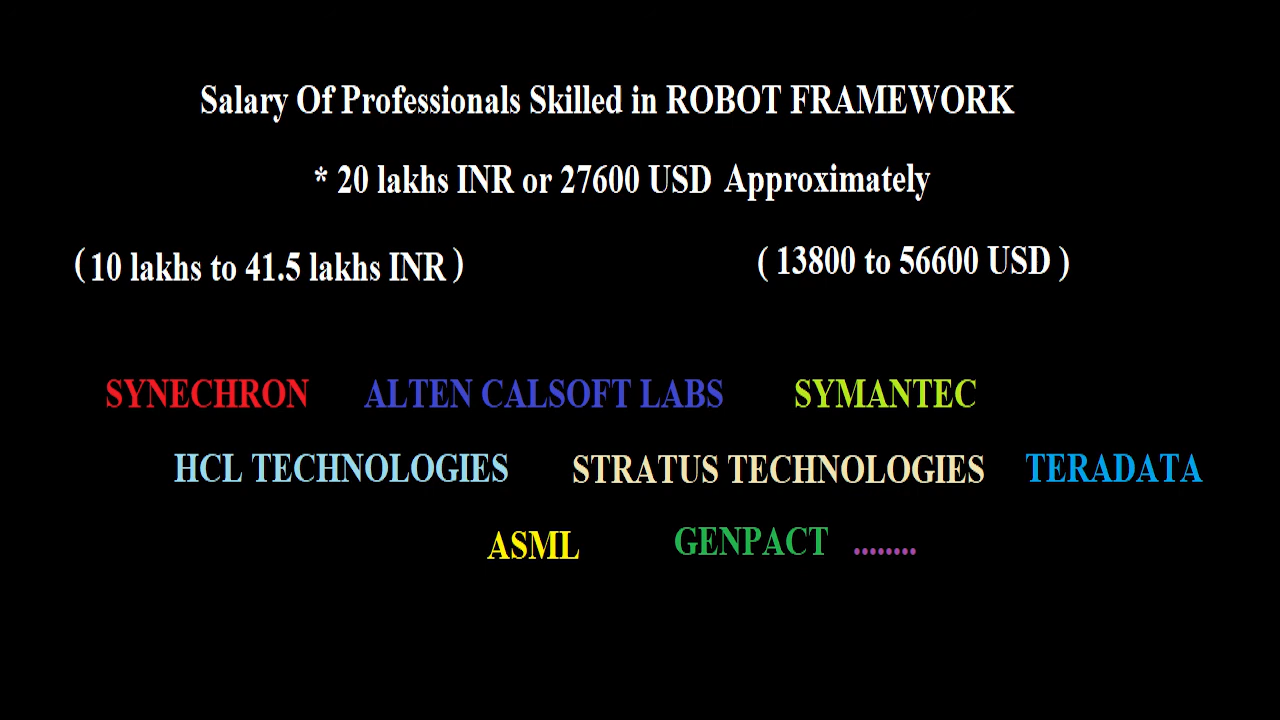 Salary Of Professionals Skilled in ROBOT FRAMEWORK
* 20 lakhs INR or 27600 USD Approximately
( 10 lakhs to 41.5 lakhs INR ) ( 13800 to 56600 USD )
SYNECHRON ALTEN CALSOFT LABS SYMANTEC
HCL TECHNOLOGIES STRATUS TECHNOLOGIES TERADATA
ASML GENPACT ........